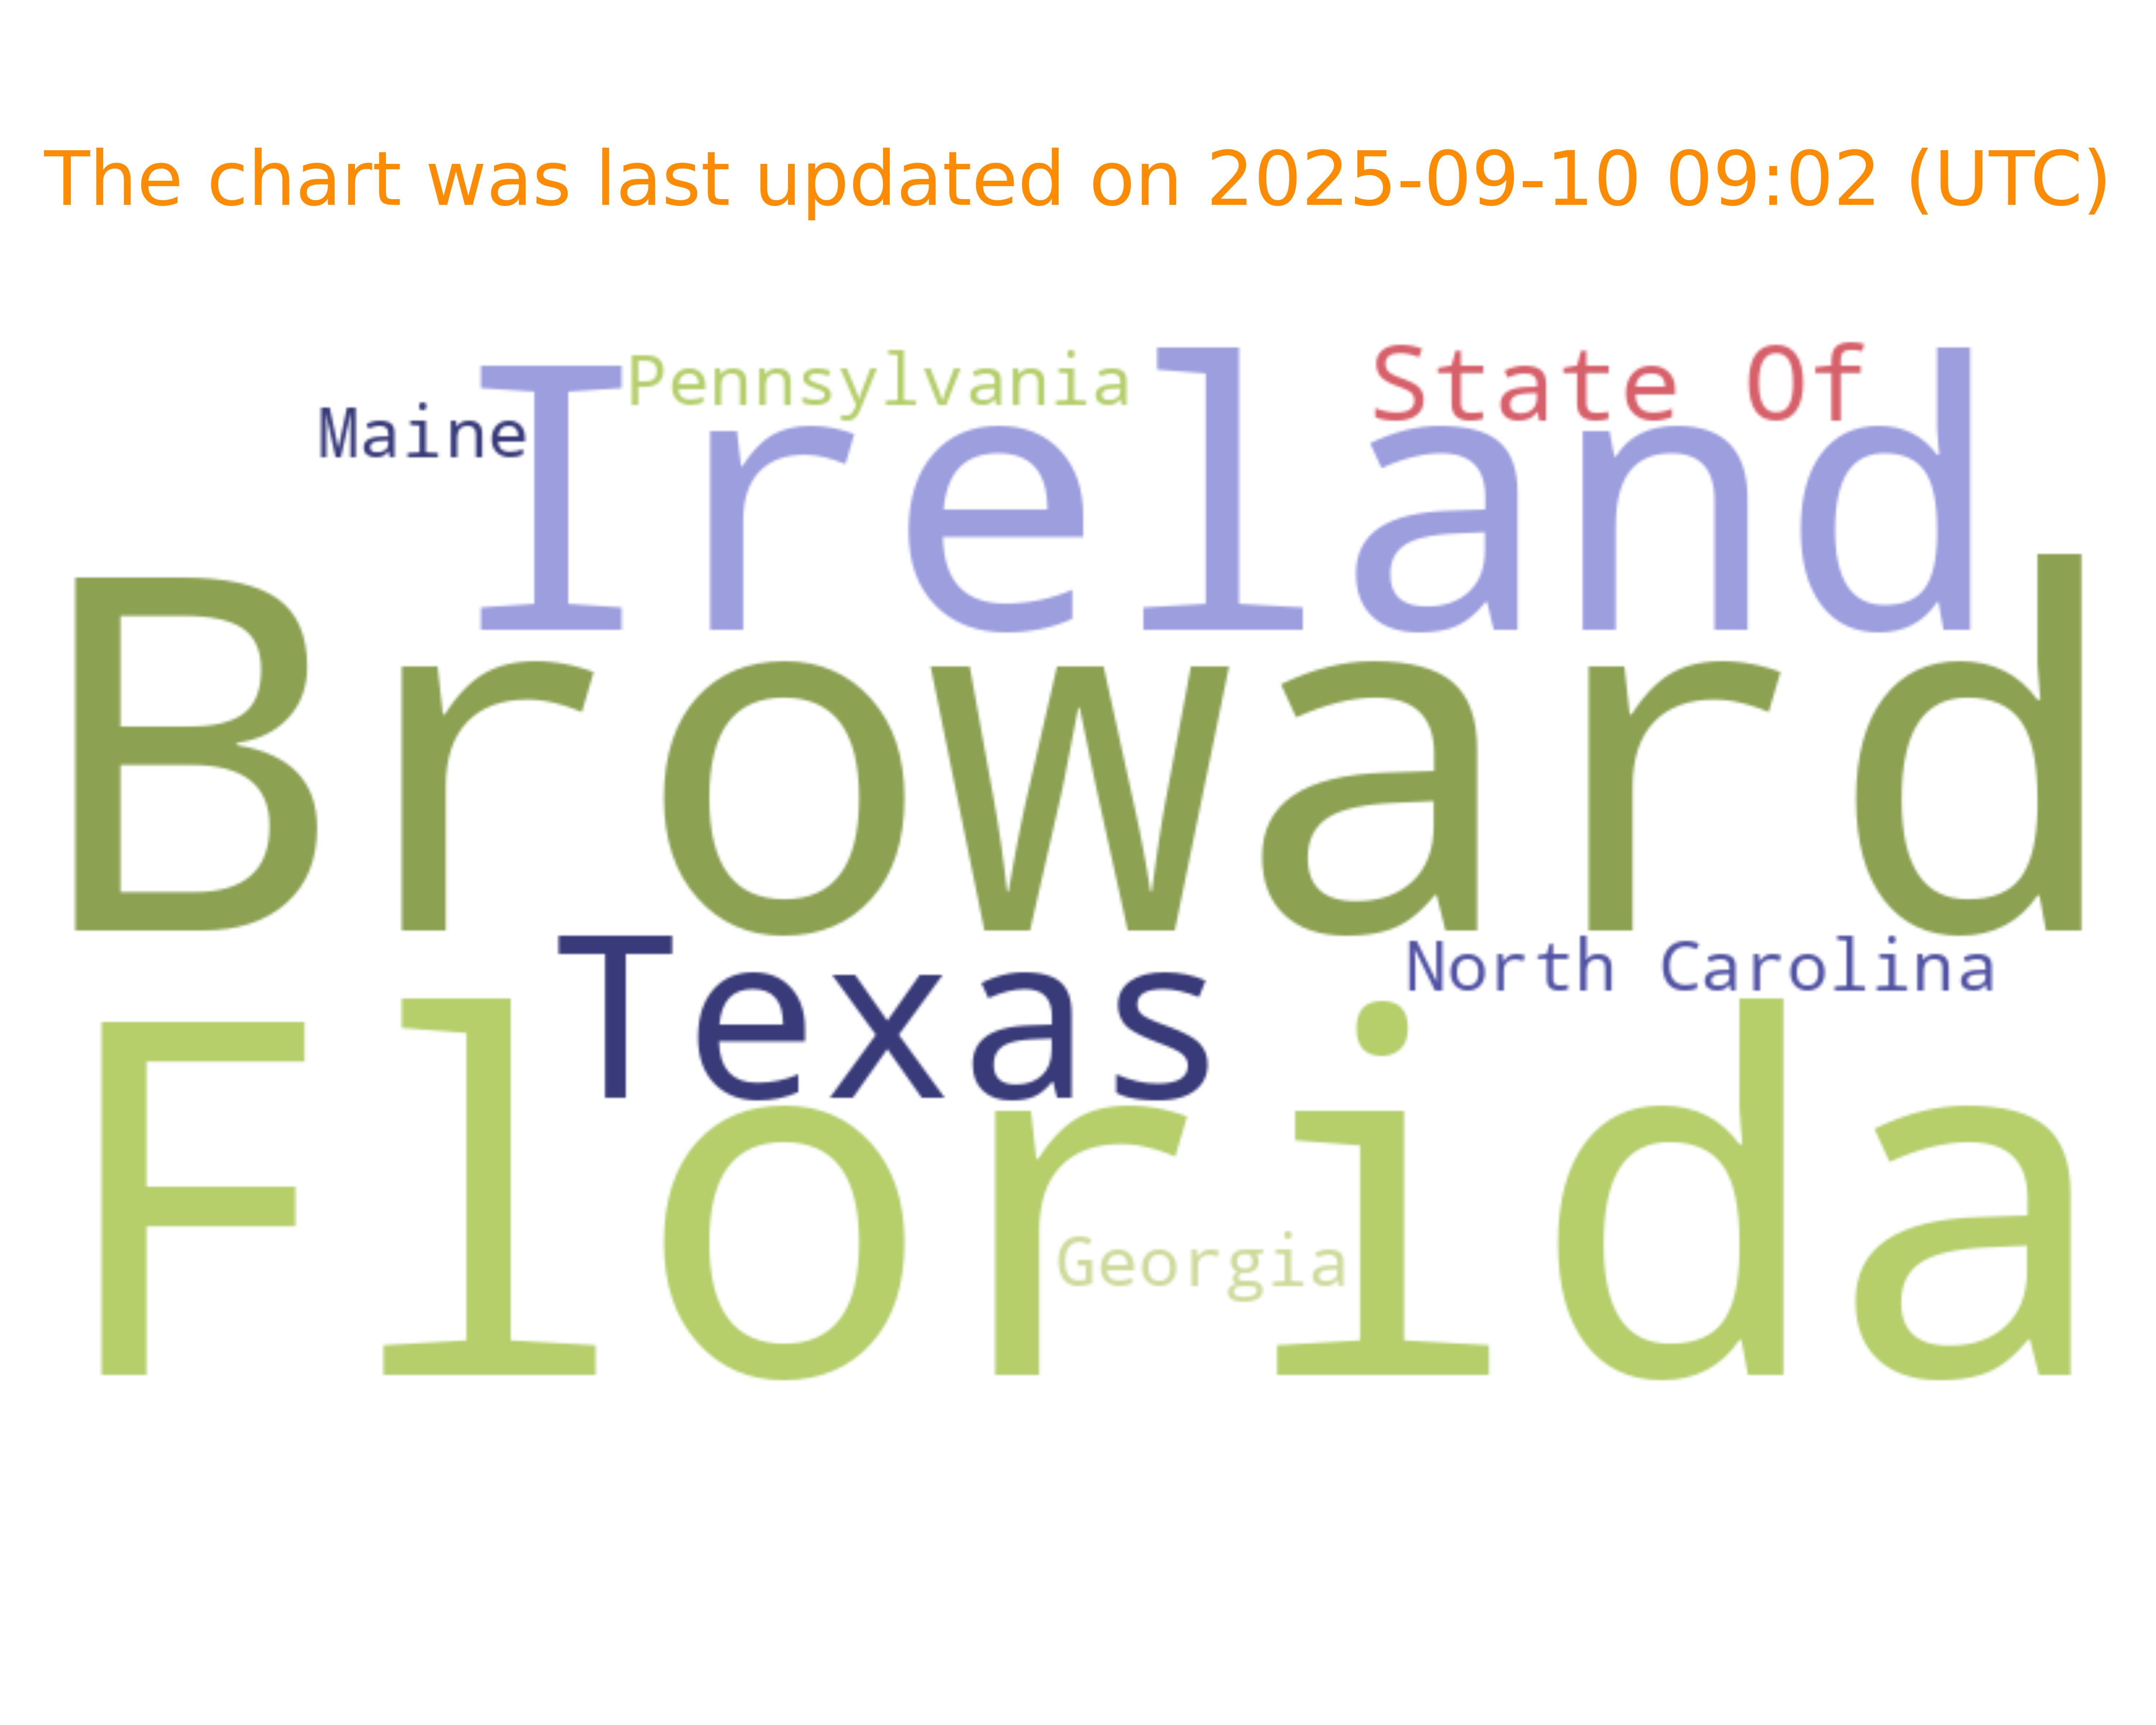 The chart was last updated on 2025-09-10 09:02 (UTC)
Pennsylvania
State Of
Maine
Ireland
Broward
North Carolina
Texas
Florida
Georgia